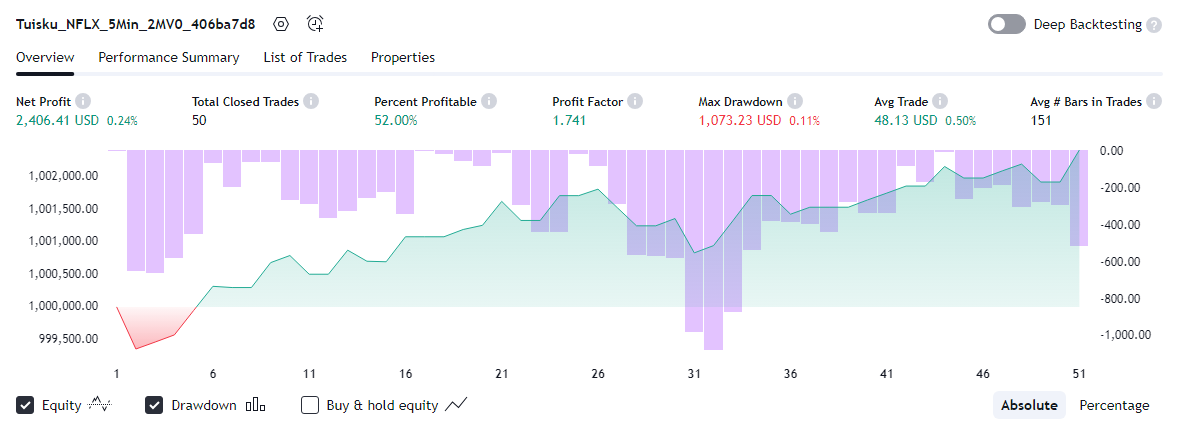 Tuisku_NFLX_5Min_2MV0_406ba7d8
Deep Backtesting ?
Overview Performance Summary List of Trades Properties
Net Profit Total Closed Trades Percent Profitable Profit Factor Max Drawdown Avg Trade Avg # Bars in Trades
2,406.41 USD 0.24% 50 52.00% 1.741 1,073.23 USD 0.11% 48.13 USD 0.50% 151
0.00
1,002,000.00
-200.00
1,001,500.00
-400.00
1,001,000.00
-600.00
1,000,500.00
-800.00
1,000,000.00
-1,000.00
999,500.00
1 6 11 16 21 26 31 36 41 46 51
Equity Drawdown Buy & hold equity Absolute Percentage